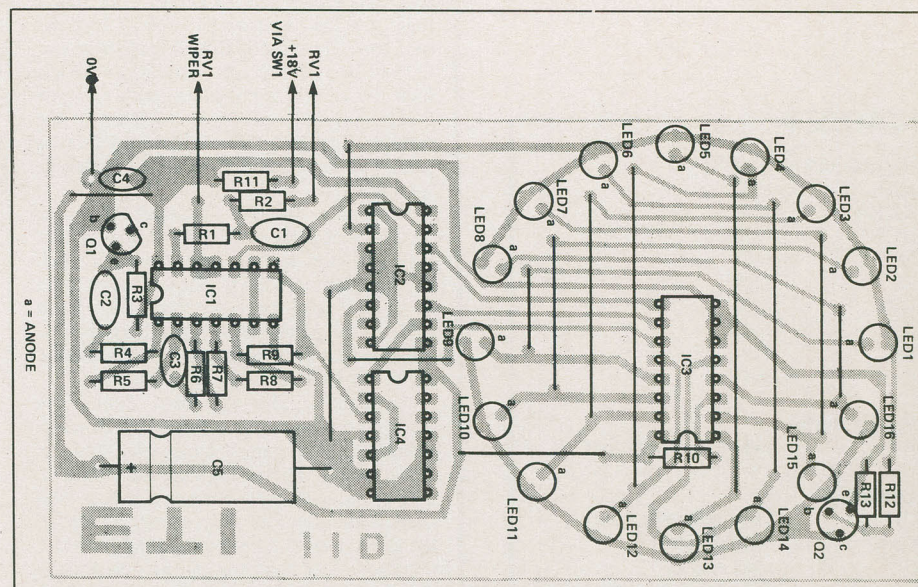 0V
RV1 WIPER
+18V VIA SW1
RV1
C4
R11
R2
b
c
e
Q1
R1
C1
IC1
C2
R3
a = ANODE
R4
R5
C3
R6
R7
R9
R8
C5
+
IC2
IC4
IC3
R10
LED1
a
LED2
a
LED3
a
LED4
a
LED5
a
LED6
a
LED7
a
LED8
a
LED9
a
LED10
a
LED11
a
LED12
a
LED13
a
LED14
a
LED15
a
LED16
a
R13
R12
e
b
c
Q2
ETI